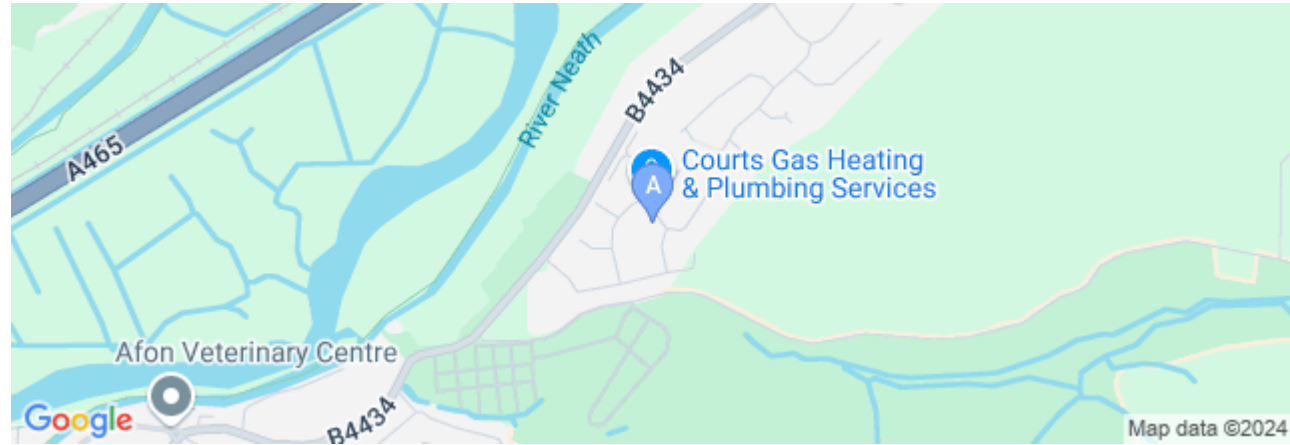 River Neath
B4434
A465
Courts Gas Heating
& Plumbing Services
A
Afon Veterinary Centre
Google
B4434
Map data ©2024